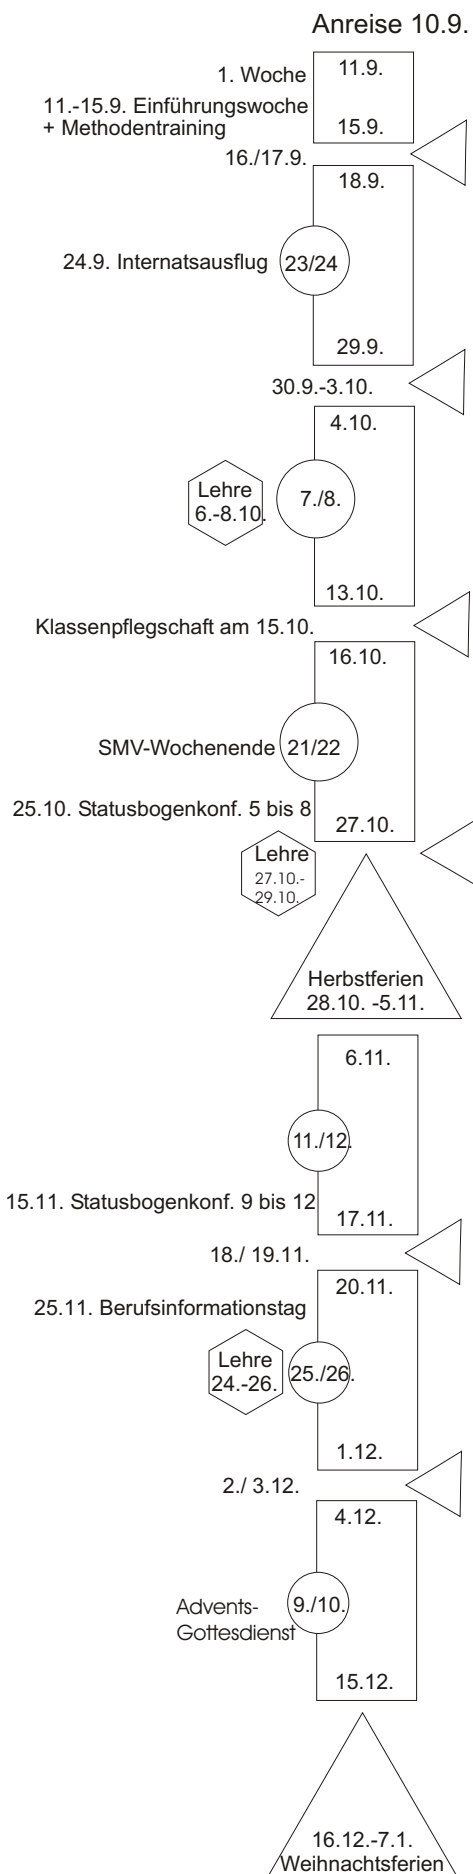 Anreise 10.9.
1. Woche
11.9.
11.-15.9. Einführungswoche
+ Methodentraining
15.9.
16./17.9.
18.9.
24.9. Internatsausflug
23/24
29.9.
30.9.-3.10.
4.10.
Lehre
6.-8.10.
7./8.
13.10.
Klassenpflegschaft am 15.10.
16.10.
SMV-Wochenende
21/22
25.10. Statusbogenkonf. 5 bis 8
27.10.
Lehre
27.10.-
29.10.
Herbstferien
28.10. -5.11.
6.11.
11./12.
15.11. Statusbogenkonf. 9 bis 12
17.11.
18./ 19.11.
20.11.
25.11. Berufsinformationstag
Lehre
24.-26.
25./26.
1.12.
2./ 3.12.
4.12.
Advents-
Gottesdienst
9./10.
15.12.
16.12.-7.1.
Weihnachtsferien